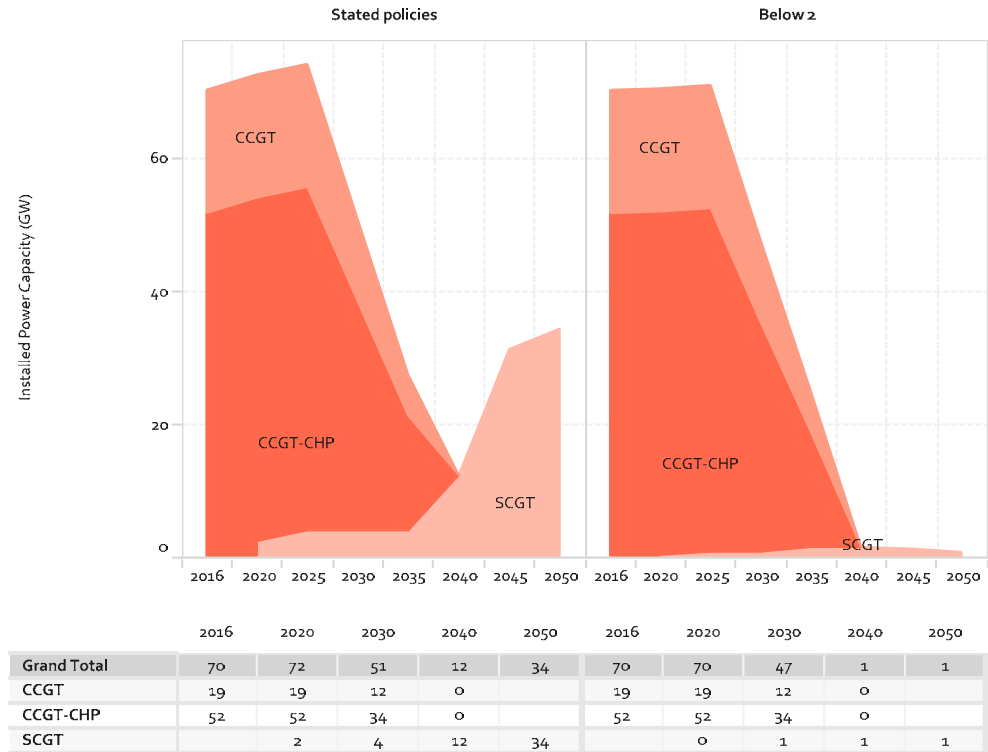 Stated policies Below 2
Installed Power Capacity (GW)
60
40
20
0
CCGT CCGT
CCGT-CHP CCGT-CHP
SCGT SCGT
2016 2020 2025 2030 2035 2040 2045 2050 2016 2020 2025 2030 2035 2040 2045 2050
2016 2020 2030 2040 2050 2016 2020 2030 2040 2050
Grand Total 70 72 51 12 34 70 70 47 1 1
CCGT 19 19 12 0 19 19 12 0
CCGT-CHP 52 52 34 0 52 52 34 0
SCGT 2 4 12 34 0 1 1 1